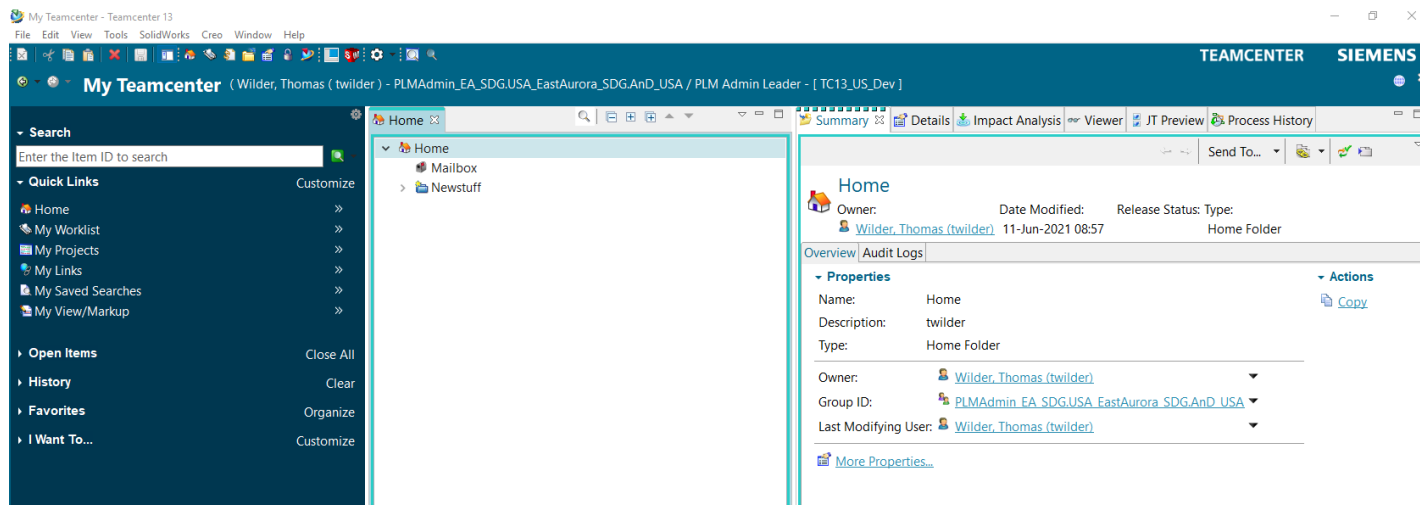 My Teamcenter - Teamcenter 13
File Edit View Tools SolidWorks Creo Window Help
TEAMCENTER SIEMENS
My Teamcenter ( Wilder, Thomas ( twilder ) - PLMAdmin_EA_SDG.USA_EastAurora_SDG.AnD_USA / PLM Admin Leader - [ TC13_US_Dev ]
Search
Enter the Item ID to search
Quick Links Customize
Home »
My Worklist »
My Projects »
My Links »
My Saved Searches »
My View/Markup »
Open Items Close All
History Clear
Favorites Organize
I Want To... Customize
Home
Home
Mailbox
Newstuff
Summary Details Impact Analysis Viewer JT Preview Process History
Send To...
Home
Owner: Date Modified: Release Status: Type:
Wilder, Thomas (twilder) 11-Jun-2021 08:57 Home Folder
Overview Audit Logs
Properties Actions
Name: Home Copy
Description: twilder
Type: Home Folder
Owner: Wilder, Thomas (twilder)
Group ID: PLMAdmin_EA_SDG.USA_EastAurora_SDG.AnD_USA
Last Modifying User: Wilder, Thomas (twilder)
More Properties...